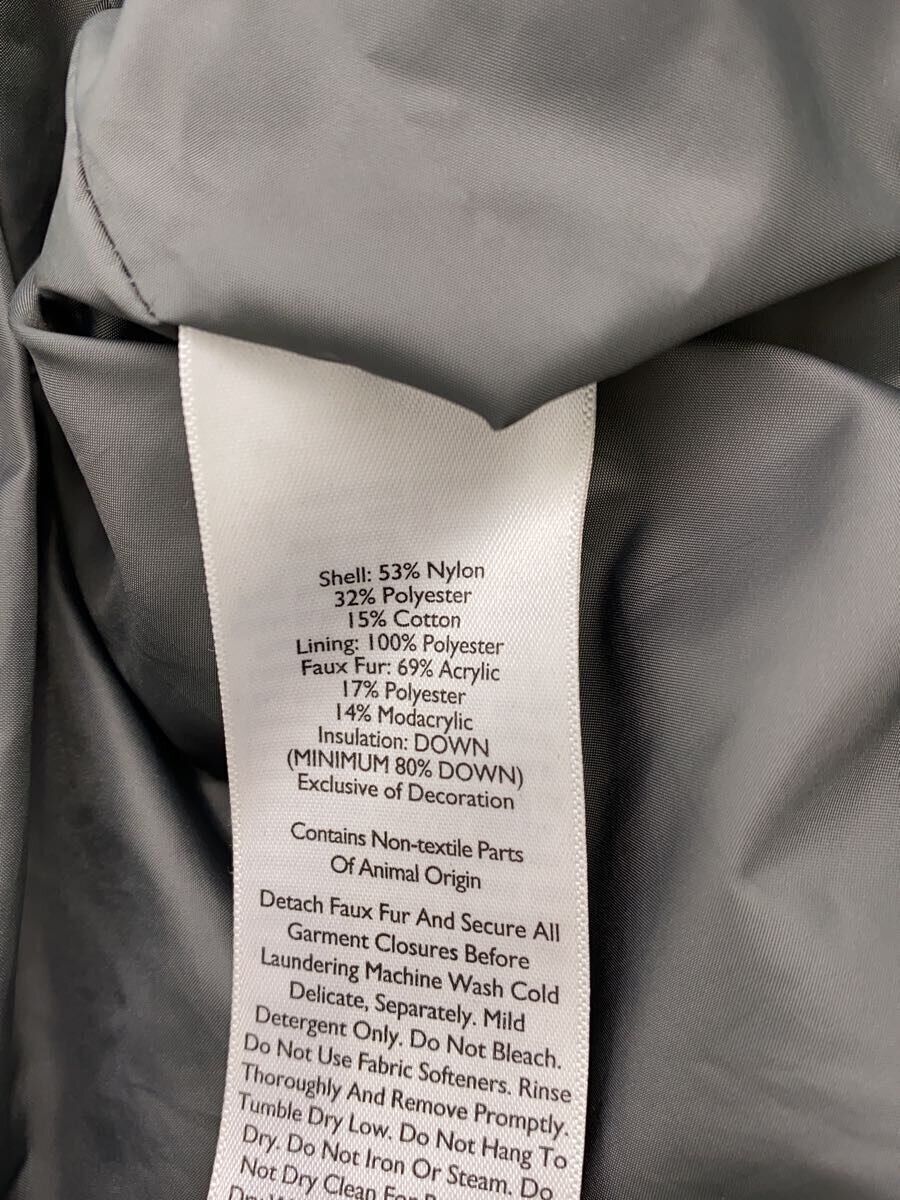 Shell: 53% Nylon
32% Polyester
15% Cotton
Lining: 100% Polyester
Faux Fur: 69% Acrylic
17% Polyester
14% Modacrylic
Insulation: DOWN
(MINIMUM 80% DOWN)
Exclusive of Decoration
Contains Non-textile Parts
Of Animal Origin
Detach Faux Fur And Secure All
Garment Closures Before
Laundering Machine Wash Cold
Delicate, Separately. Mild
Detergent Only. Do Not Bleach.
Do Not Use Fabric Softeners. Rinse
Thoroughly And Remove Promptly.
Tumble Dry Low. Do Not Hang To
Dry. Do Not Iron Or Steam. Do
Not Dry Clean